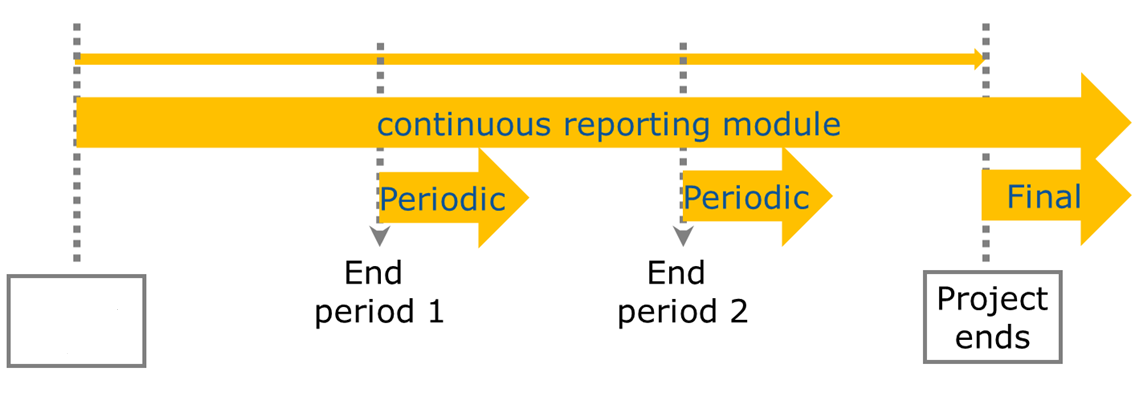 continuous reporting module
Periodic
Periodic
Final
End
period 1
End
period 2
Project
ends